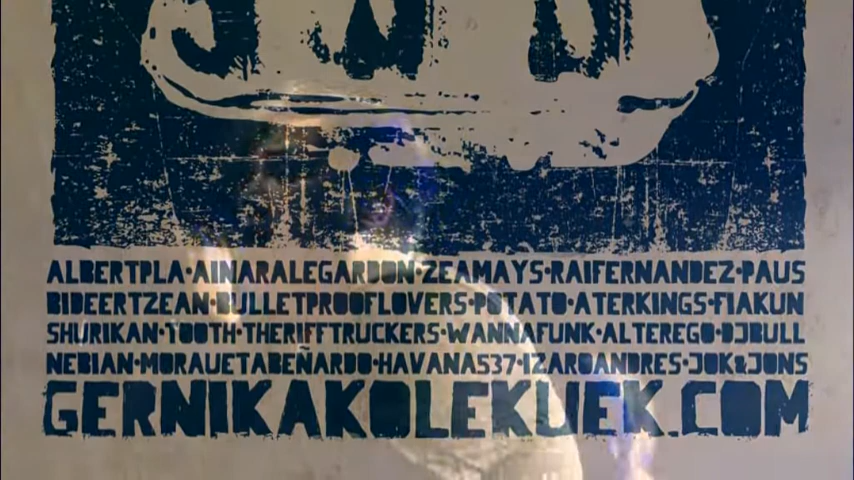 ALBERTPLA·AINARALEGARDON·ZEAMAYS·RAIFERNANDEZ·PAUS
BIDEERTZEAN·BULLETPROOFLOVERS·POTATO·ATERKINGS·FIAKUN
SHURIKAN·YOOTH·THERIFFTRUCKERS·WANNAFUNK·ALTEREGO·DJBULL
NEBIAN·MORAUETABEÑARDO·HAVANA537·IZAROANDRES·JOK&JONS
GERNIKAKOLEKUEK.COM